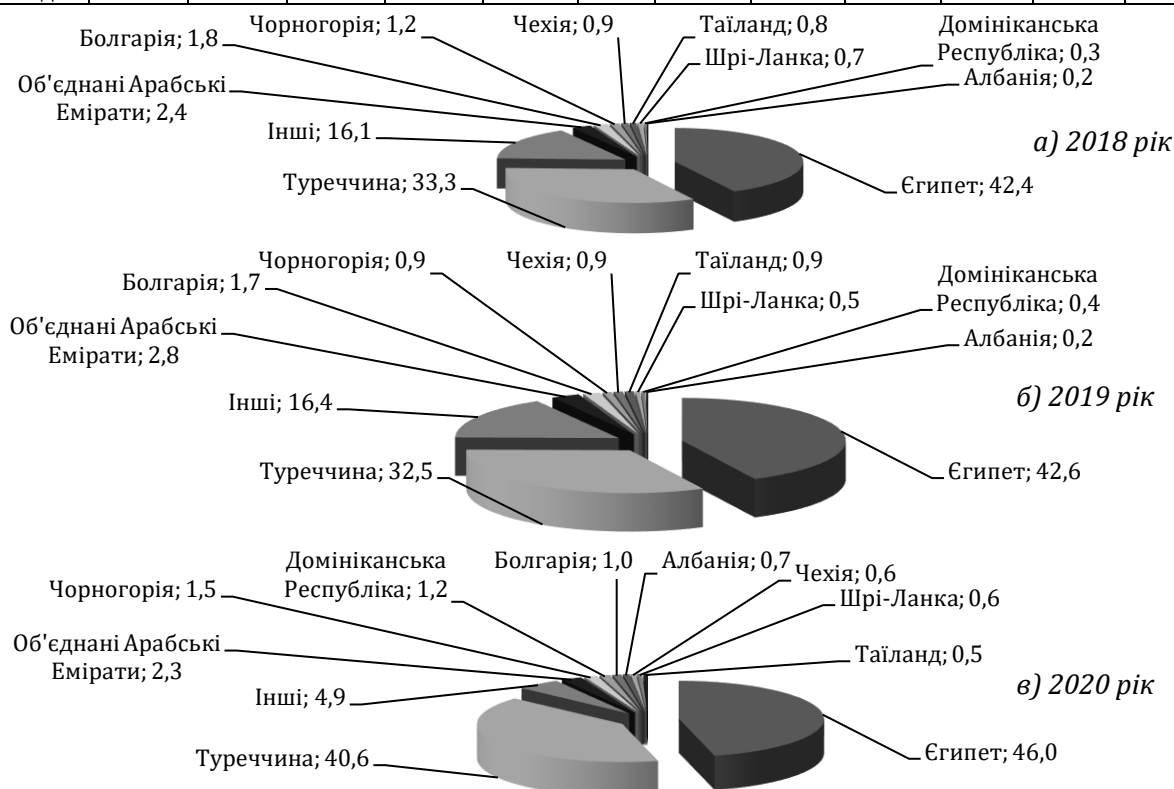 Чорногорія; 1,2
Чехія; 0,9
Таїланд; 0,8
Домініканська
Республіка; 0,3
Болгарія; 1,8
Шрі-Ланка; 0,7
Албанія; 0,2
Об'єднані Арабські
Емірати; 2,4
Інші; 16,1
а) 2018 рік
Туреччина; 33,3
Єгипет; 42,4
Чорногорія; 0,9
Чехія; 0,9
Таїланд; 0,9
Домініканська
Республіка; 0,4
Болгарія; 1,7
Шрі-Ланка; 0,5
Об'єднані Арабські
Емірати; 2,8
Албанія; 0,2
Інші; 16,4
б) 2019 рік
Туреччина; 32,5
Єгипет; 42,6
Домініканська
Республіка; 1,2
Болгарія; 1,0
Албанія; 0,7
Чехія; 0,6
Чорногорія; 1,5
Шрі-Ланка; 0,6
Об'єднані Арабські
Емірати; 2,3
Таїланд; 0,5
Інші; 4,9
в) 2020 рік
Туреччина; 40,6
Єгипет; 46,0